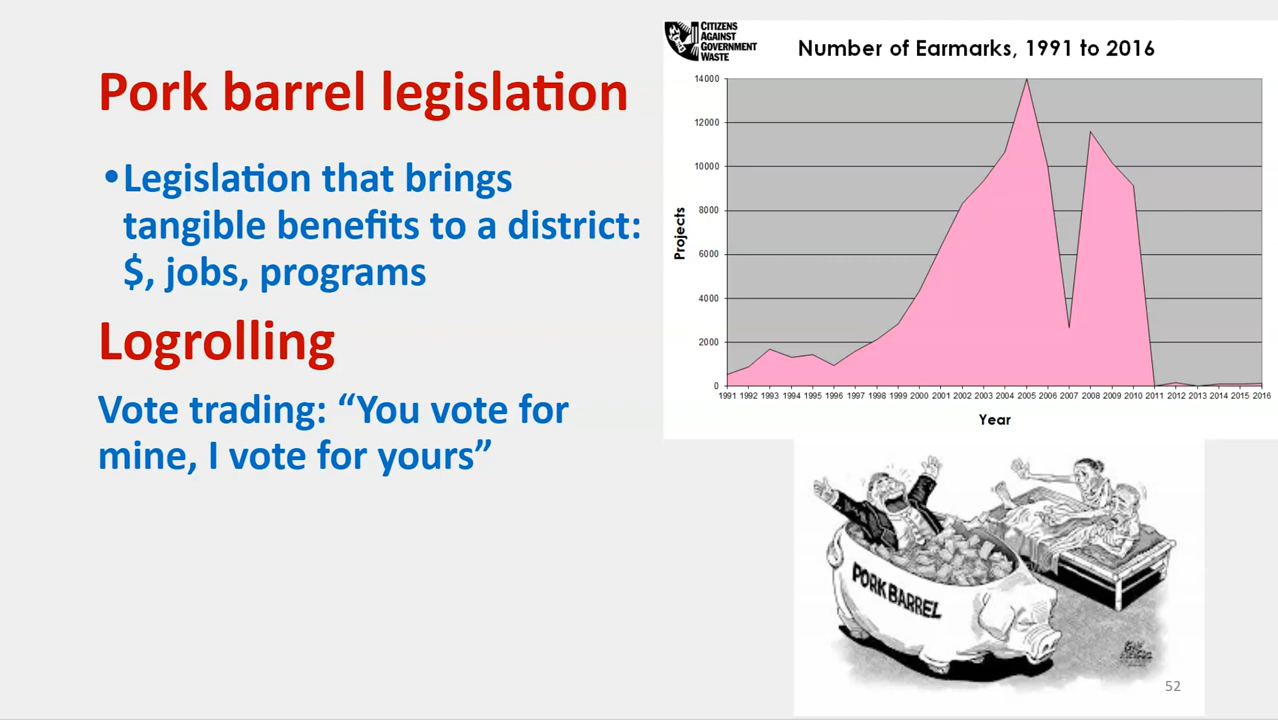 Pork barrel legislation
•Legislation that brings
tangible benefits to a district:
$, jobs, programs
Logrolling
Vote trading: “You vote for
mine, I vote for yours”
CITIZENS
AGAINST
GOVERNMENT
WASTE
Number of Earmarks, 1991 to 2016
14000
12000
10000
8000
6000
4000
2000
0
Projects
1991 1992 1993 1994 1995 1996 1997 1998 1999 2000 2001 2002 2003 2004 2005 2006 2007 2008 2009 2010 2011 2012 2013 2014 2015 2016
Year
PORK BARREL
52